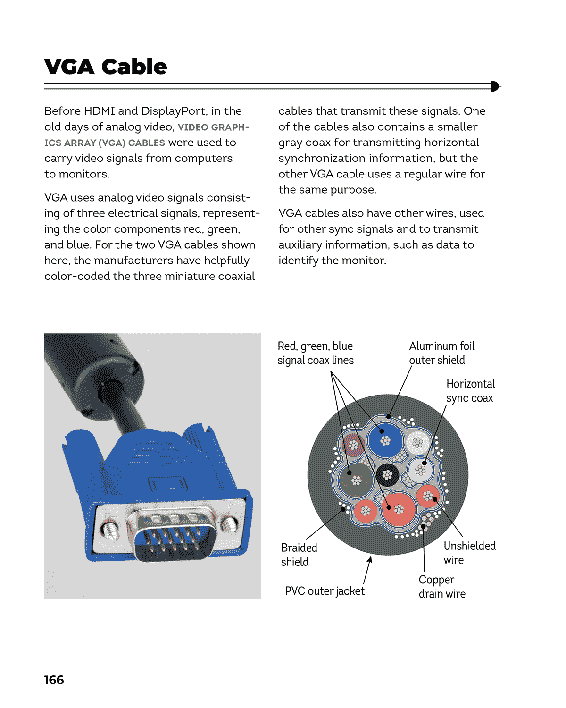 VGA Cable
Before HDMI and DisplayPort, in the
old days of analog video, VIDEO GRAPH-
ICS ARRAY (VGA) CABLES were used to
carry video signals from computers
to monitors.
VGA uses analog video signals consist-
ing of three electrical signals, represent-
ing the color components red, green,
and blue. For the two VGA cables shown
here, the manufacturers have helpfully
color-coded the three miniature coaxial
cables that transmit these signals. One
of the cables also contains a smaller
gray coax for transmitting horizontal
synchronization information, but the
other VGA cable uses a regular wire for
the same purpose.
VGA cables also have other wires, used
for other sync signals and to transmit
auxiliary information, such as data to
identify the monitor.
Red, green, blue
signal coax lines
Aluminum foil
outer shield
Horizontal
sync coax
Braided
shield
Unshielded
wire
PVC outer jacket
Copper
drain wire
166